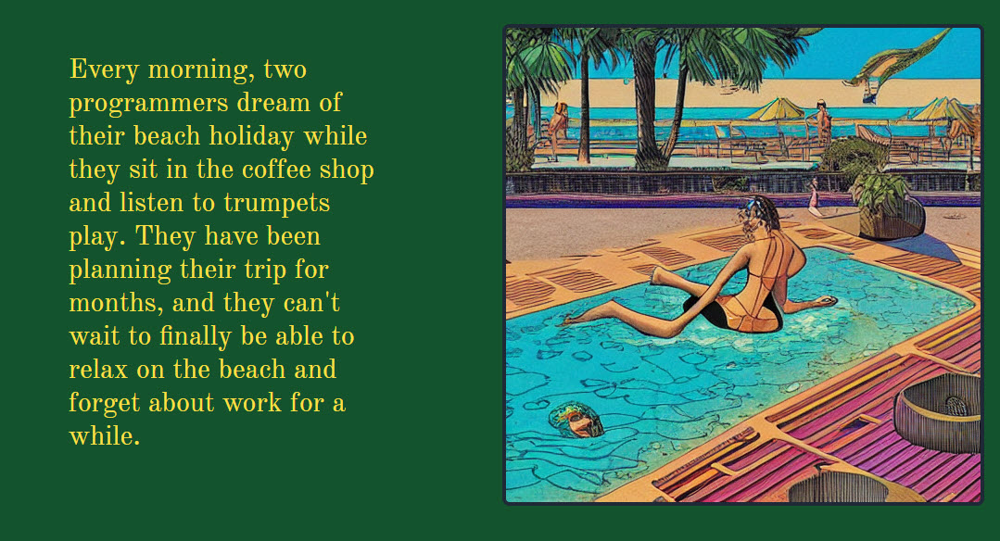 Every morning, two
programmers dream of
their beach holiday while
they sit in the coffee shop
and listen to trumpets
play. They have been
planning their trip for
months, and they can't
wait to finally be able to
relax on the beach and
forget about work for a
while.